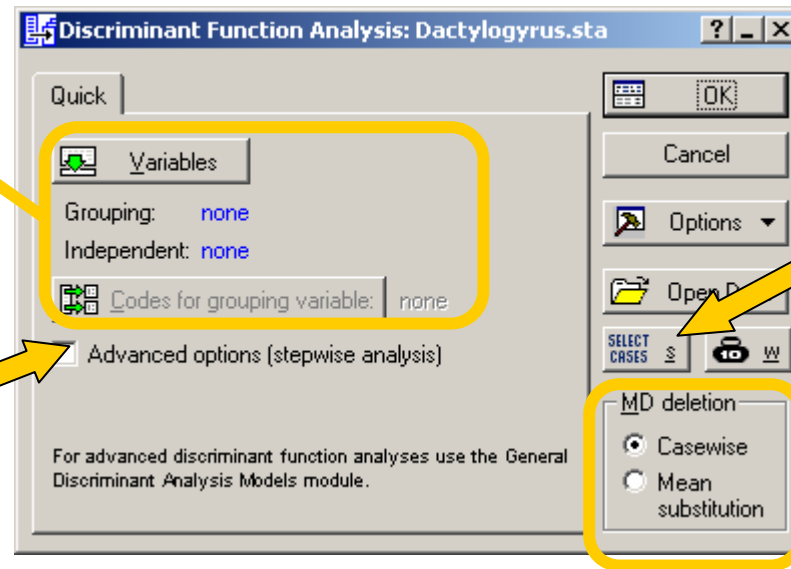 Discriminant Function Analysis: Dactylogyrus.sta
Quick
Variables
Grouping: none
Independent: none
Codes for grouping variable: none
Advanced options (stepwise analysis)
For advanced discriminant function analyses use the General
Discriminant Analysis Models module.
OK
Cancel
Options
Open D
SELECT
CASES S
W
MD deletion
Casewise
Mean
substitution